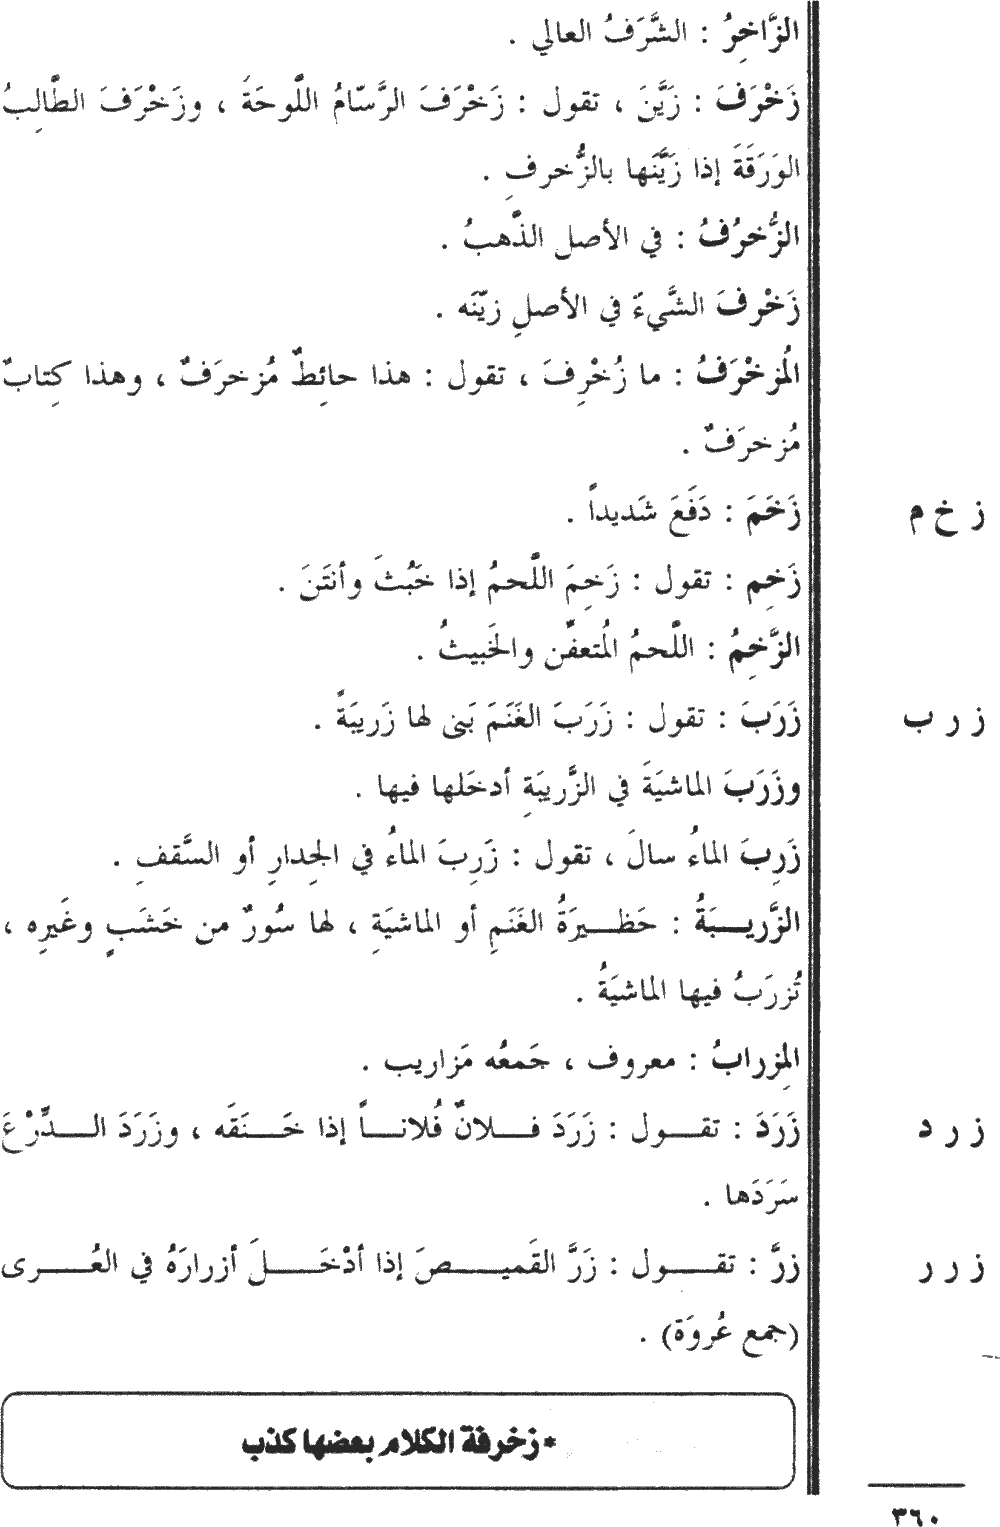 الزَّاخِرُ : الشَّرَفُ العالي .
زَخْرَفَ : زَيَّنَ ، تقول : زَخْرَفَ الرَّسّامُ اللَّوحَةَ ، وزَخْرَفَ الطَّالِبُ
الوَرَقَةَ إذا زَيَّنَها بالزُّخرفِ .
الزُّخرُفُ : في الأصل الذَّهبُ .
زَخْرفَ الشَّيءَ في الأصلِ زيّنَه .
المُزخْرَفُ : ما زُخْرِفَ ، تقول : هذا حائِطٌ مُزخرَفٌ ، وهذا كِتابٌ
مُزخرَفٌ .
ز خ م زَخَمَ : دَفَعَ شَديداً .
زَخِم : تقول : زَخِمَ اللَّحمُ إذا خَبُثَ وأنتَنَ .
الزَّخِمُ : اللَّحمُ المُتعفِّن والخَبيثُ .
ز ر ب زَرَبَ : تقول : زَرَبَ الغَنَمَ بَنى لها زَريبَةً .
وزَرَبَ الماشيَةَ في الزَّريبَةِ أدخَلها فيها .
زَرِبَ الماءُ سالَ ، تقول : زَرِبَ الماءُ في الجِدارِ أو السَّقفِ .
الزَّريبَةُ : حَظيرَةُ الغَنَمِ أو الماشيَةِ ، لها سُورٌ من خَشَبٍ وغَيرِه ،
تُزرَبُ فيها الماشيَةُ .
المِزرابُ : معروف ، جَمعُه مَزاريب .
ز ر د زَرَدَ : تقول : زَرَدَ فلانٌ فُلاناً إذا خَنَقَه ، وزَرَدَ الدِّرْعَ
سَرَدَها .
ز ر ر زرَّ : تقول : زَرَّ القَميصَ إذا أدْخَلَ أزرارَهُ في العُرى
(جمع عُروَة) .
* زخرفة الكلام بعضها كذب
٣٦٠